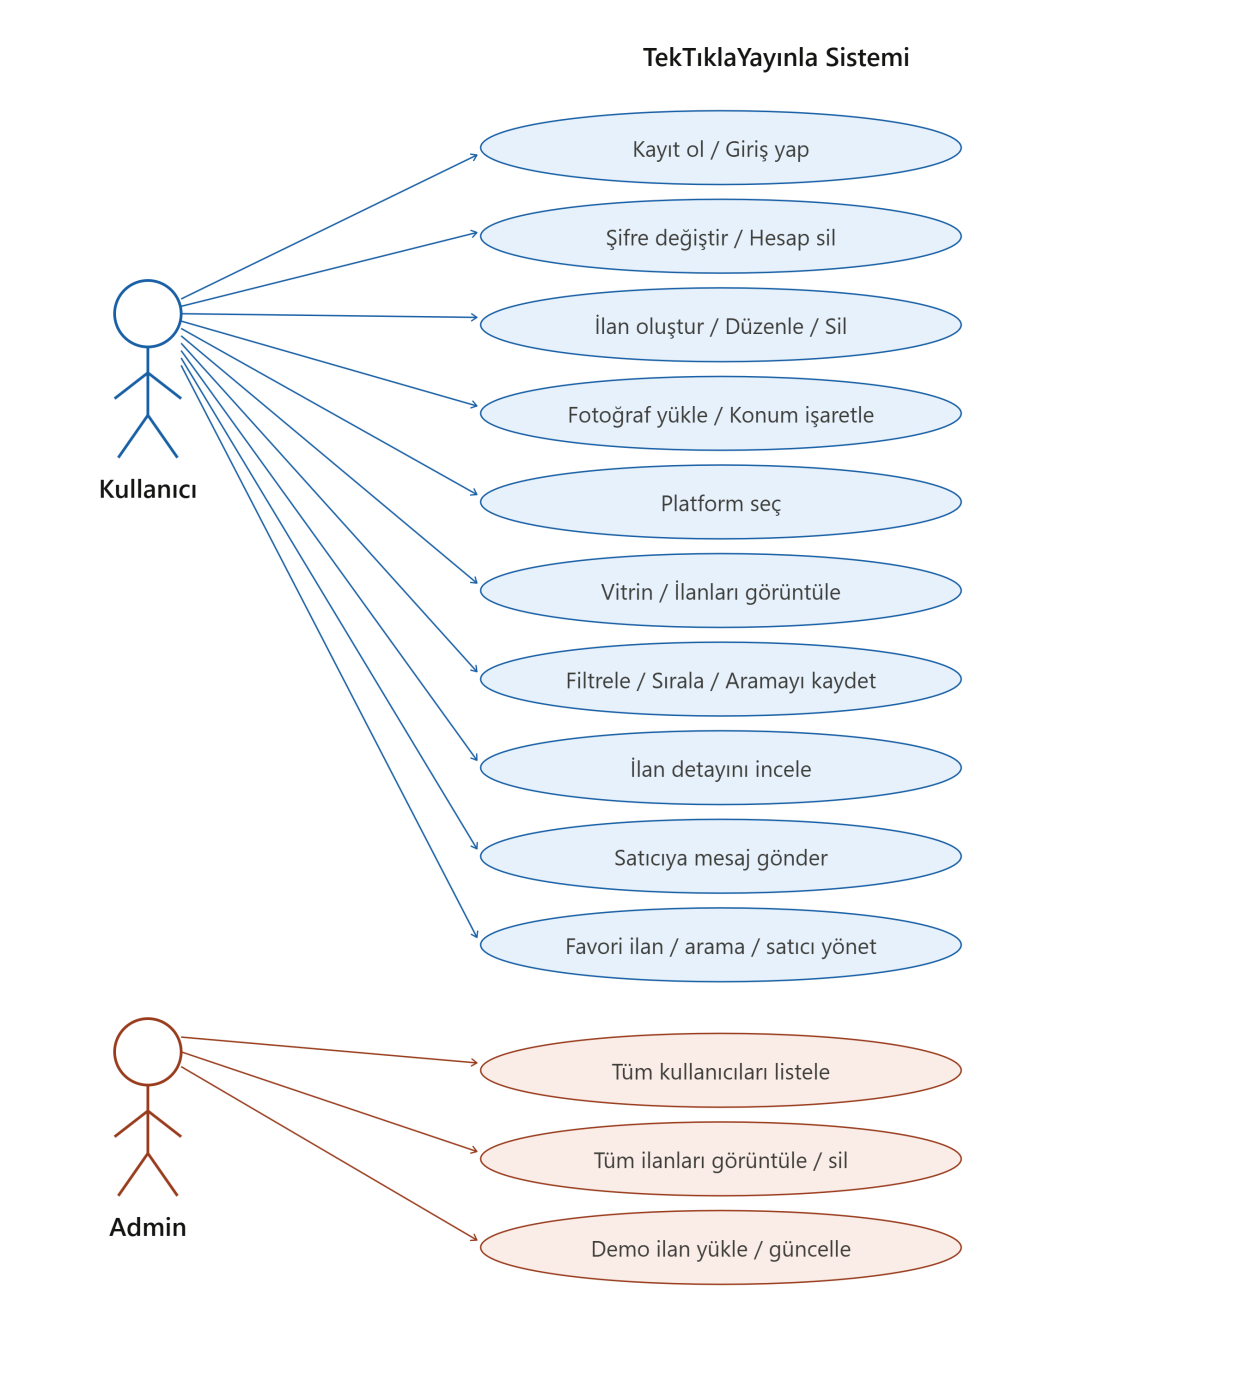 TekTıklaYayınla Sistemi
Kayıt ol / Giriş yap
Şifre değiştir / Hesap sil
İlan oluştur / Düzenle / Sil
Fotoğraf yükle / Konum işaretle
Kullanıcı
Platform seç
Vitrin / İlanları görüntüle
Filtrele / Sırala / Aramayı kaydet
İlan detayını incele
Satıcıya mesaj gönder
Favori ilan / arama / satıcı yönet
Tüm kullanıcıları listele
Tüm ilanları görüntüle / sil
Admin
Demo ilan yükle / güncelle